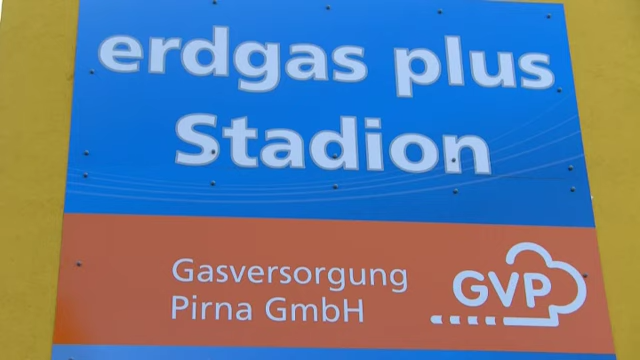 erdgas plus
Stadion
Gasversorgung
Pirna GmbH
GVP